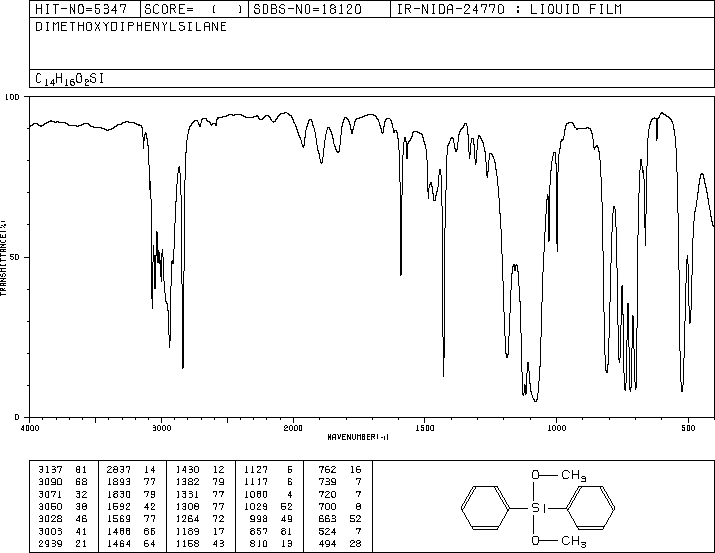 HIT-NO=5347 SCORE= ( ) SDBS-NO=18120 IR-NIDA-24770 : LIQUID FILM
DIMETHOXYDIPHENYLSILANE
C14H16O2SI
100
50
0
TRANSMITTANCE(%)
4000 3000 2000 1500 1000 500
WAVENUMBER(-1)
3137 81 2837 14 1430 12 1127 6 762 16
3090 68 1893 77 1382 79 1117 6 739 7
3071 32 1830 79 1331 77 1080 4 720 7
3050 38 1592 42 1308 77 1029 52 700 8
3028 46 1569 77 1264 72 998 49 663 52
3003 41 1488 66 1189 17 857 81 524 7
2939 21 1464 64 1158 43 810 13 494 28
O CH3
SI
O CH3